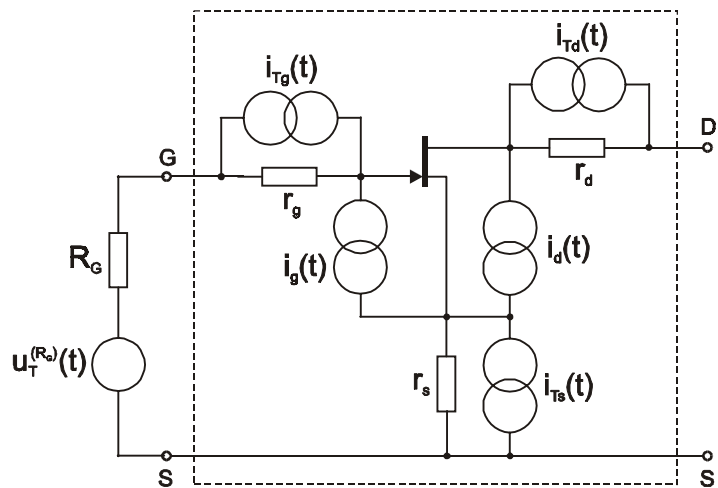 i_Td(t)
i_Tg(t)
D
G
r_d
r_g
R_G
i_g(t)
i_d(t)
u_T^(R_G)(t)
r_s
i_Ts(t)
S
S